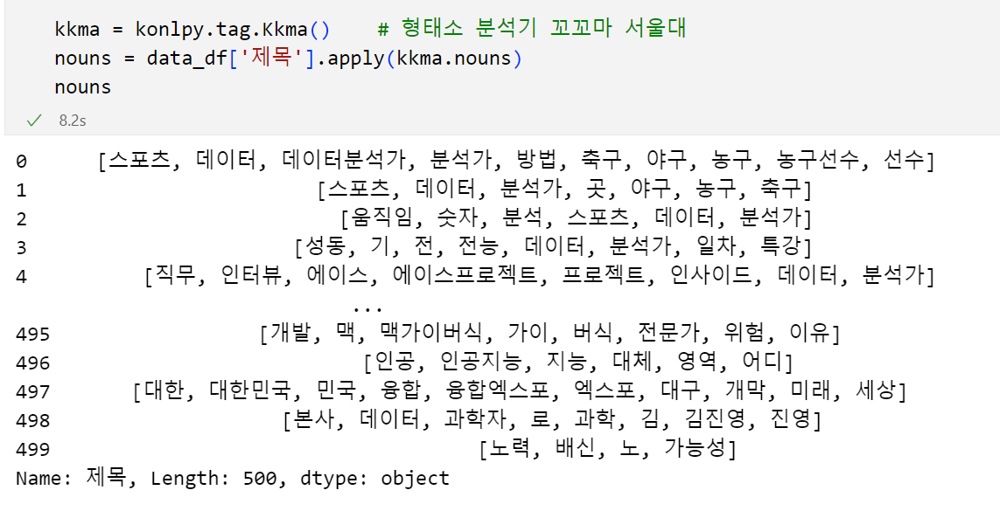 kkma = konlpy.tag.Kkma()    # 형태소 분석기 꼬꼬마 서울대
nouns = data_df['제목'].apply(kkma.nouns)
nouns
✓ 8.2s
0 [스포츠, 데이터, 데이터분석가, 분석가, 방법, 축구, 야구, 농구, 농구선수, 선수]
1 [스포츠, 데이터, 분석가, 곳, 야구, 농구, 축구]
2 [움직임, 숫자, 분석, 스포츠, 데이터, 분석가]
3 [성동, 기, 전, 전능, 데이터, 분석가, 일차, 특강]
4 [직무, 인터뷰, 에이스, 에이스프로젝트, 프로젝트, 인사이드, 데이터, 분석가]
...
495 [개발, 맥, 맥가이버식, 가이, 버식, 전문가, 위험, 이유]
496 [인공, 인공지능, 지능, 대체, 영역, 어디]
497 [대한, 대한민국, 민국, 융합, 융합엑스포, 엑스포, 대구, 개막, 미래, 세상]
498 [본사, 데이터, 과학자, 로, 과학, 김, 김진영, 진영]
499 [노력, 배신, 노, 가능성]
Name: 제목, Length: 500, dtype: object